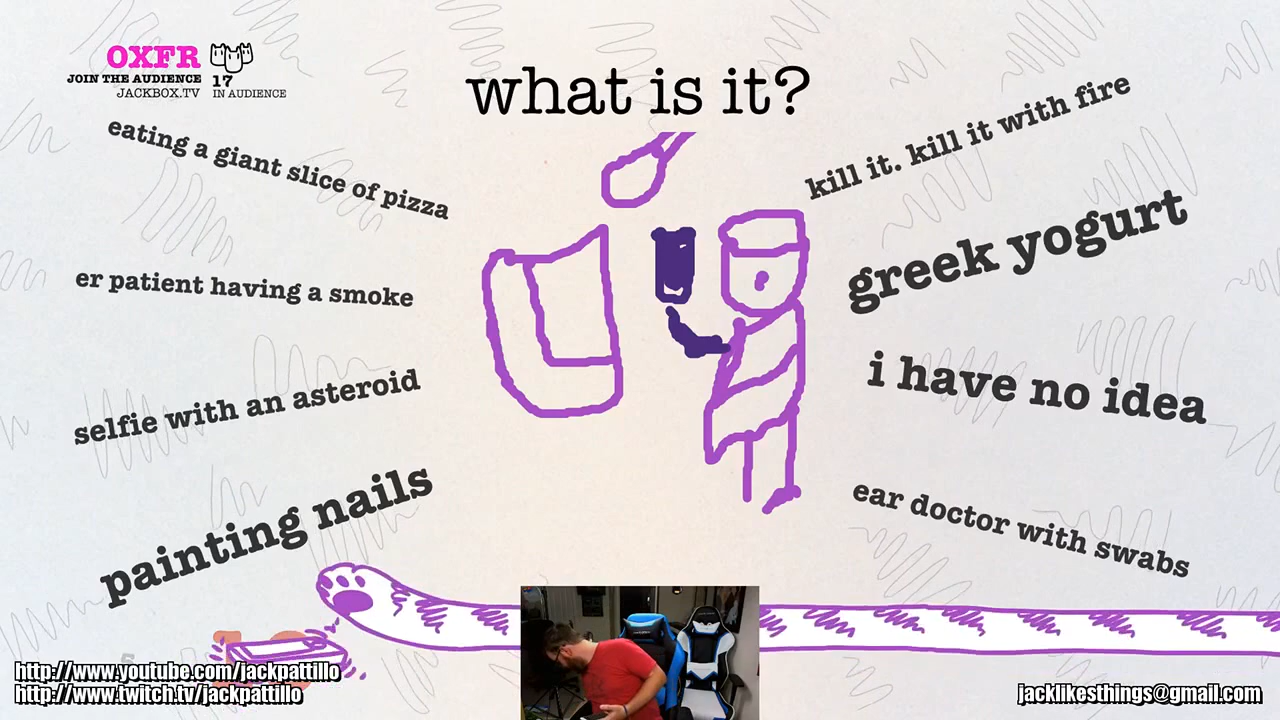 OXFR
JOIN THE AUDIENCE
JACKBOX.TV
17
IN AUDIENCE
what is it?
eating a giant slice of pizza
er patient having a smoke
selfie with an asteroid
painting nails
kill it. kill it with fire
greek yogurt
i have no idea
ear doctor with swabs
http://www.youtube.com/jackpattillo
http://www.twitch.tv/jackpattillo
jacklikesthings@gmail.com